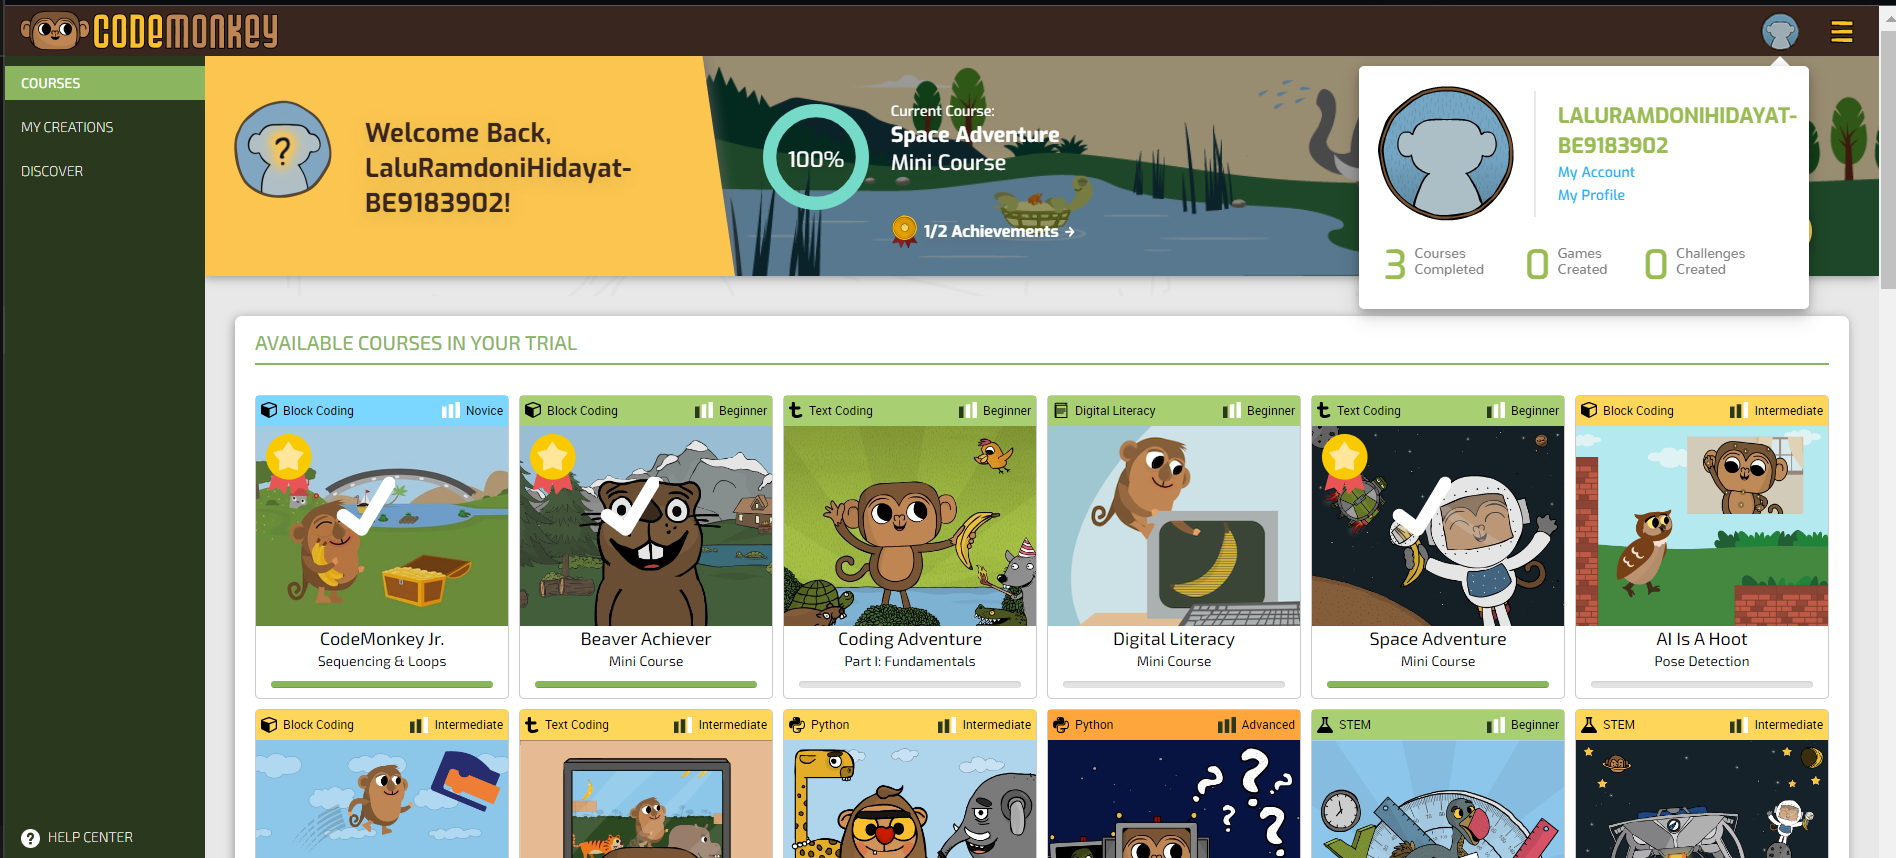 CODEMONKEY
COURSES
MY CREATIONS
DISCOVER
HELP CENTER
?
Welcome Back,
LaluRamdoniHidayat-
BE9183902!
100%
Current Course:
Space Adventure
Mini Course
1/2 Achievements →
LALURAMDONIHIDAYAT-
BE9183902
My Account
My Profile
3 Courses Completed
0 Games Created
0 Challenges Created
AVAILABLE COURSES IN YOUR TRIAL
Block Coding Novice
CodeMonkey Jr.
Sequencing & Loops
Block Coding Beginner
Beaver Achiever
Mini Course
Text Coding Beginner
Coding Adventure
Part I: Fundamentals
Digital Literacy Beginner
Digital Literacy
Mini Course
Text Coding Beginner
Space Adventure
Mini Course
Block Coding Intermediate
AI Is A Hoot
Pose Detection
Block Coding Intermediate
Text Coding Intermediate
Python Intermediate
Python Advanced
? ? ? ? ?
STEM Beginner
STEM Intermediate